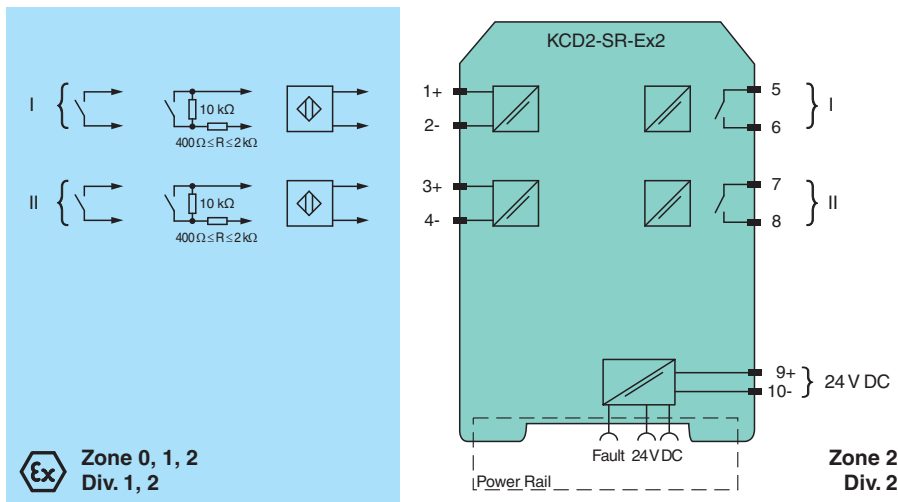 KCD2-SR-Ex2
I
10 kΩ
400 Ω ≤ R ≤ 2 kΩ
1+
2-
5
6
I
II
10 kΩ
400 Ω ≤ R ≤ 2 kΩ
3+
4-
7
8
II
9+
10-
24 V DC
Fault 24 V DC
Power Rail
Ex
Zone 0, 1, 2
Div. 1, 2
Zone 2
Div. 2